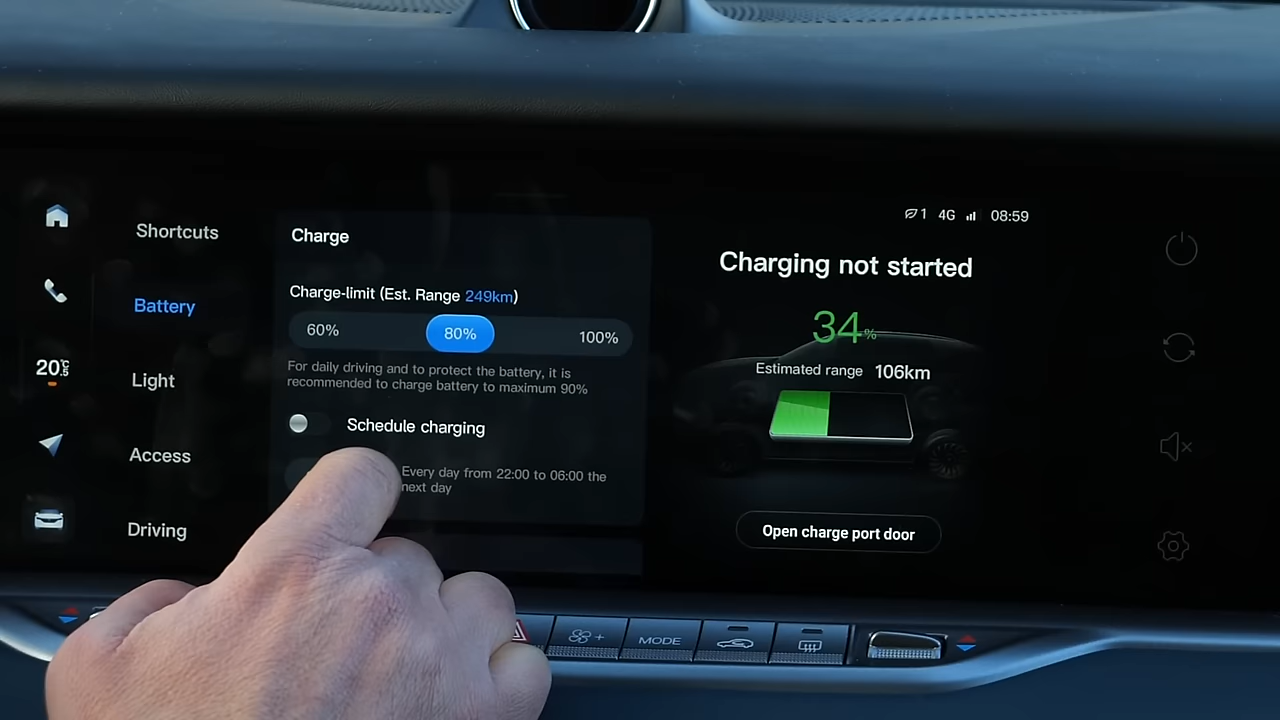 1 4G 08:59
Shortcuts
Battery
20.5°C
Light
Access
Driving
Charge
Charge-limit (Est. Range 249km)
60% 80% 100%
For daily driving and to protect the battery, it is
recommended to charge battery to maximum 90%
Schedule charging
Every day from 22:00 to 06:00 the
next day
Charging not started
34%
Estimated range 106km
Open charge port door
MODE